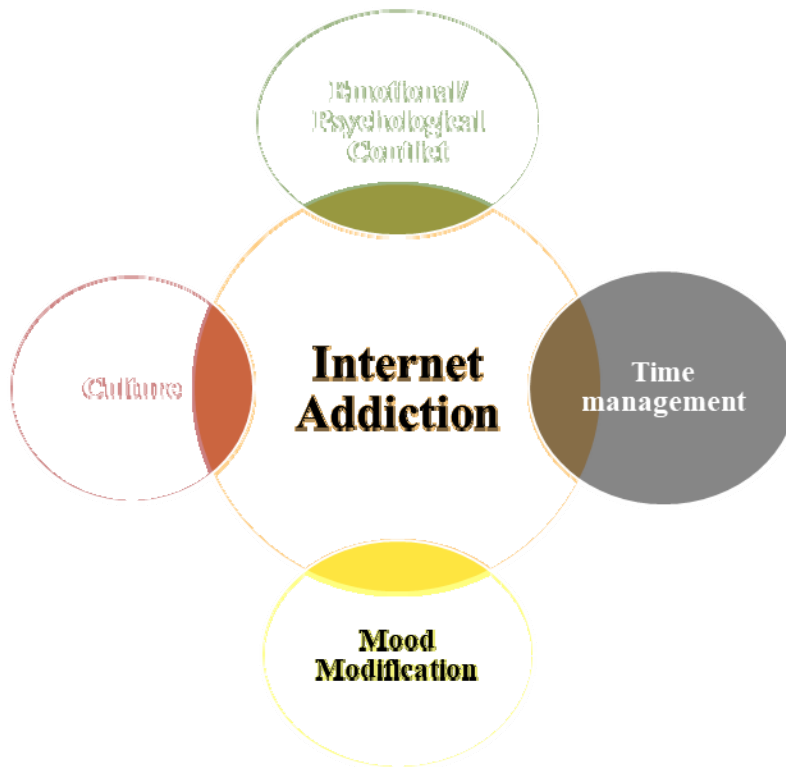 Emotional/
Psychological
Conflict
Culture
Internet
Addiction
Time
management
Mood
Modification